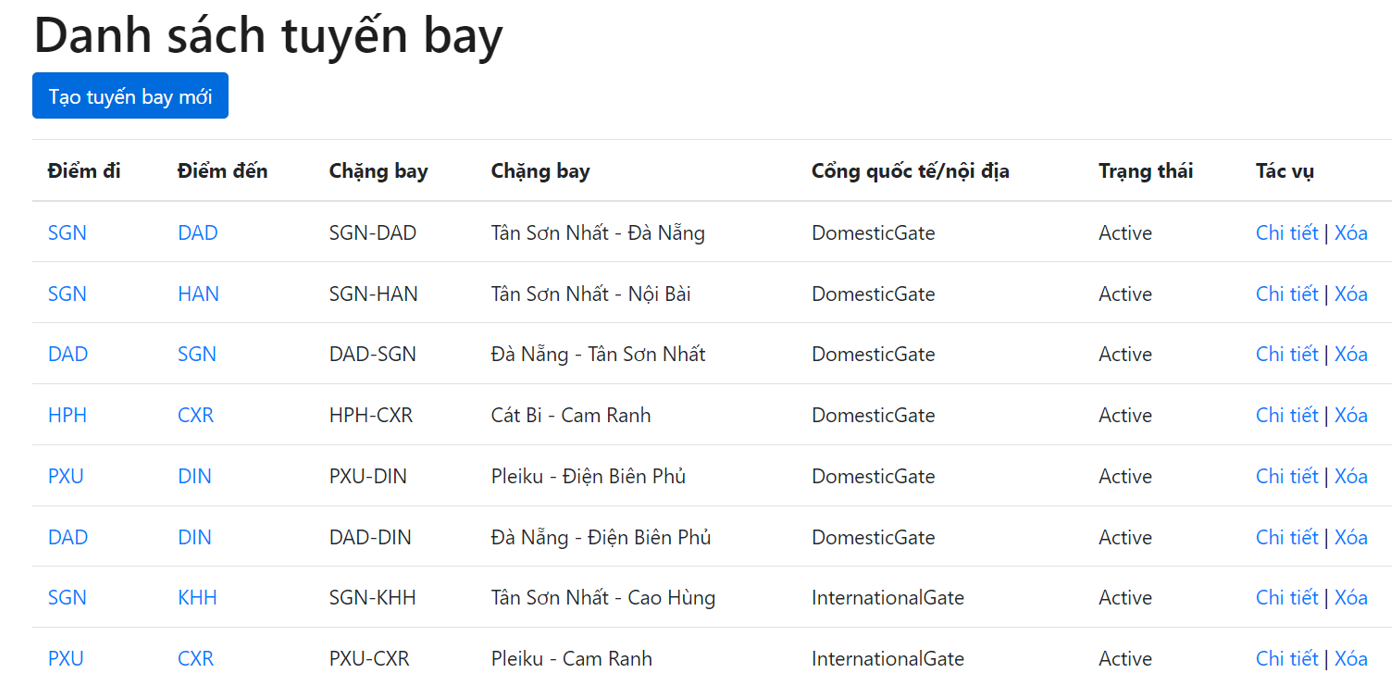 Danh sách tuyến bay
Tạo tuyến bay mới
Điểm đi Điểm đến Chặng bay Chặng bay Cổng quốc tế/nội địa Trạng thái Tác vụ
SGN DAD SGN-DAD Tân Sơn Nhất - Đà Nẵng DomesticGate Active Chi tiết | Xóa
SGN HAN SGN-HAN Tân Sơn Nhất - Nội Bài DomesticGate Active Chi tiết | Xóa
DAD SGN DAD-SGN Đà Nẵng - Tân Sơn Nhất DomesticGate Active Chi tiết | Xóa
HPH CXR HPH-CXR Cát Bi - Cam Ranh DomesticGate Active Chi tiết | Xóa
PXU DIN PXU-DIN Pleiku - Điện Biên Phủ DomesticGate Active Chi tiết | Xóa
DAD DIN DAD-DIN Đà Nẵng - Điện Biên Phủ DomesticGate Active Chi tiết | Xóa
SGN KHH SGN-KHH Tân Sơn Nhất - Cao Hùng InternationalGate Active Chi tiết | Xóa
PXU CXR PXU-CXR Pleiku - Cam Ranh InternationalGate Active Chi tiết | Xóa